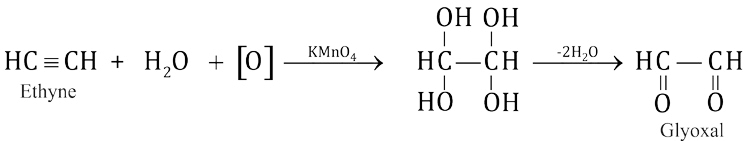 OH OH
HC≡CH + H₂O + [O] KMnO₄ HC—CH -2H₂O HC—CH
Ethyne
HO OH O O
Glyoxal